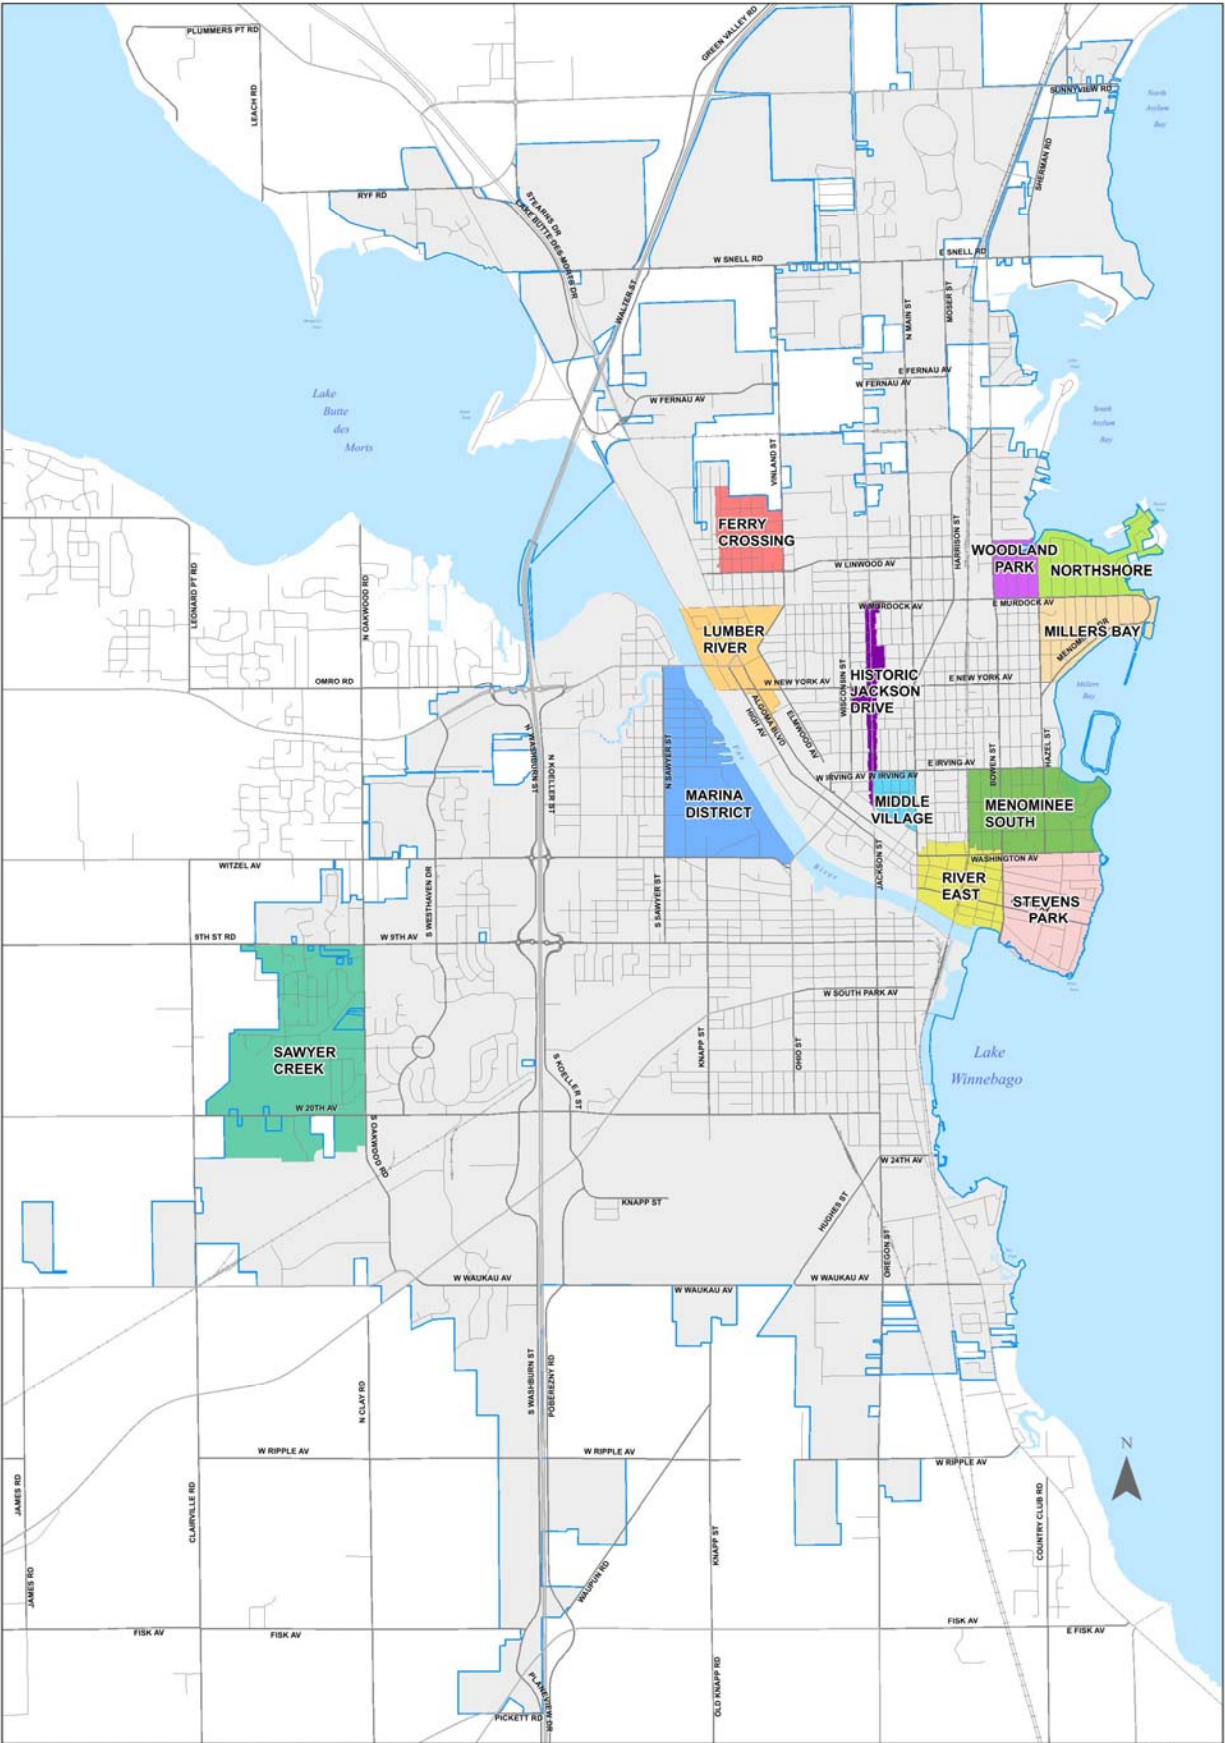 PLUMMERS PT RD
GREEN VALLEY RD
LEACH RD
SUNNYVIEW RD
North
Asylum
Bay
SHERMAN RD
RYF RD
STEARNS DR
LAKE BUTTE DES MORTS DR
W SNELL RD
E SNELL RD
WALTER ST
N MAIN ST
MOSER ST
E FERNAU AV
W FERNAU AV
W FERNAU AV
Lake
Butte
des
Morts
South
Asylum
Bay
VINLAND ST
FERRY
CROSSING
HARRISON ST
WOODLAND
PARK
NORTHSHORE
W LINWOOD AV
LEONARD PT RD
N OAKWOOD RD
W MURDOCK AV
E MURDOCK AV
LUMBER
RIVER
MILLERS BAY
HISTORIC
JACKSON
DRIVE
WISCONSIN ST
OMRO RD
W NEW YORK AV
E NEW YORK AV
Millers
Bay
ALGOMA BLVD
HIGH AV
ELMWOOD AV
N WASHBURN ST
N KOELLER ST
N SAWYER ST
Fox
BOWEN ST
HAZEL ST
E IRVING AV
W IRVING AV
W IRVING AV
MARINA
DISTRICT
MIDDLE
VILLAGE
MENOMINEE
SOUTH
WITZEL AV
S WESTHAVEN DR
S SAWYER ST
River
JACKSON ST
WASHINGTON AV
RIVER
EAST
STEVENS
PARK
9TH ST RD
W 9TH AV
W SOUTH PARK AV
SAWYER
CREEK
KNAPP ST
OHIO ST
S KOELLER ST
Lake
Winnebago
W 20TH AV
S OAKWOOD RD
W 24TH AV
KNAPP ST
HUGHES ST
OREGON ST
W WAUKAU AV
W WAUKAU AV
W WAUKAU AV
S WASHBURN ST
POBEREZNY RD
N CLAY RD
N
W RIPPLE AV
W RIPPLE AV
W RIPPLE AV
JAMES RD
CLAIRVILLE RD
KNAPP ST
COUNTRY CLUB RD
JAMES RD
WAUPUN RD
FISK AV
FISK AV
FISK AV
E FISK AV
OLD KNAPP RD
PLANEVIEW DR
PICKETT RD